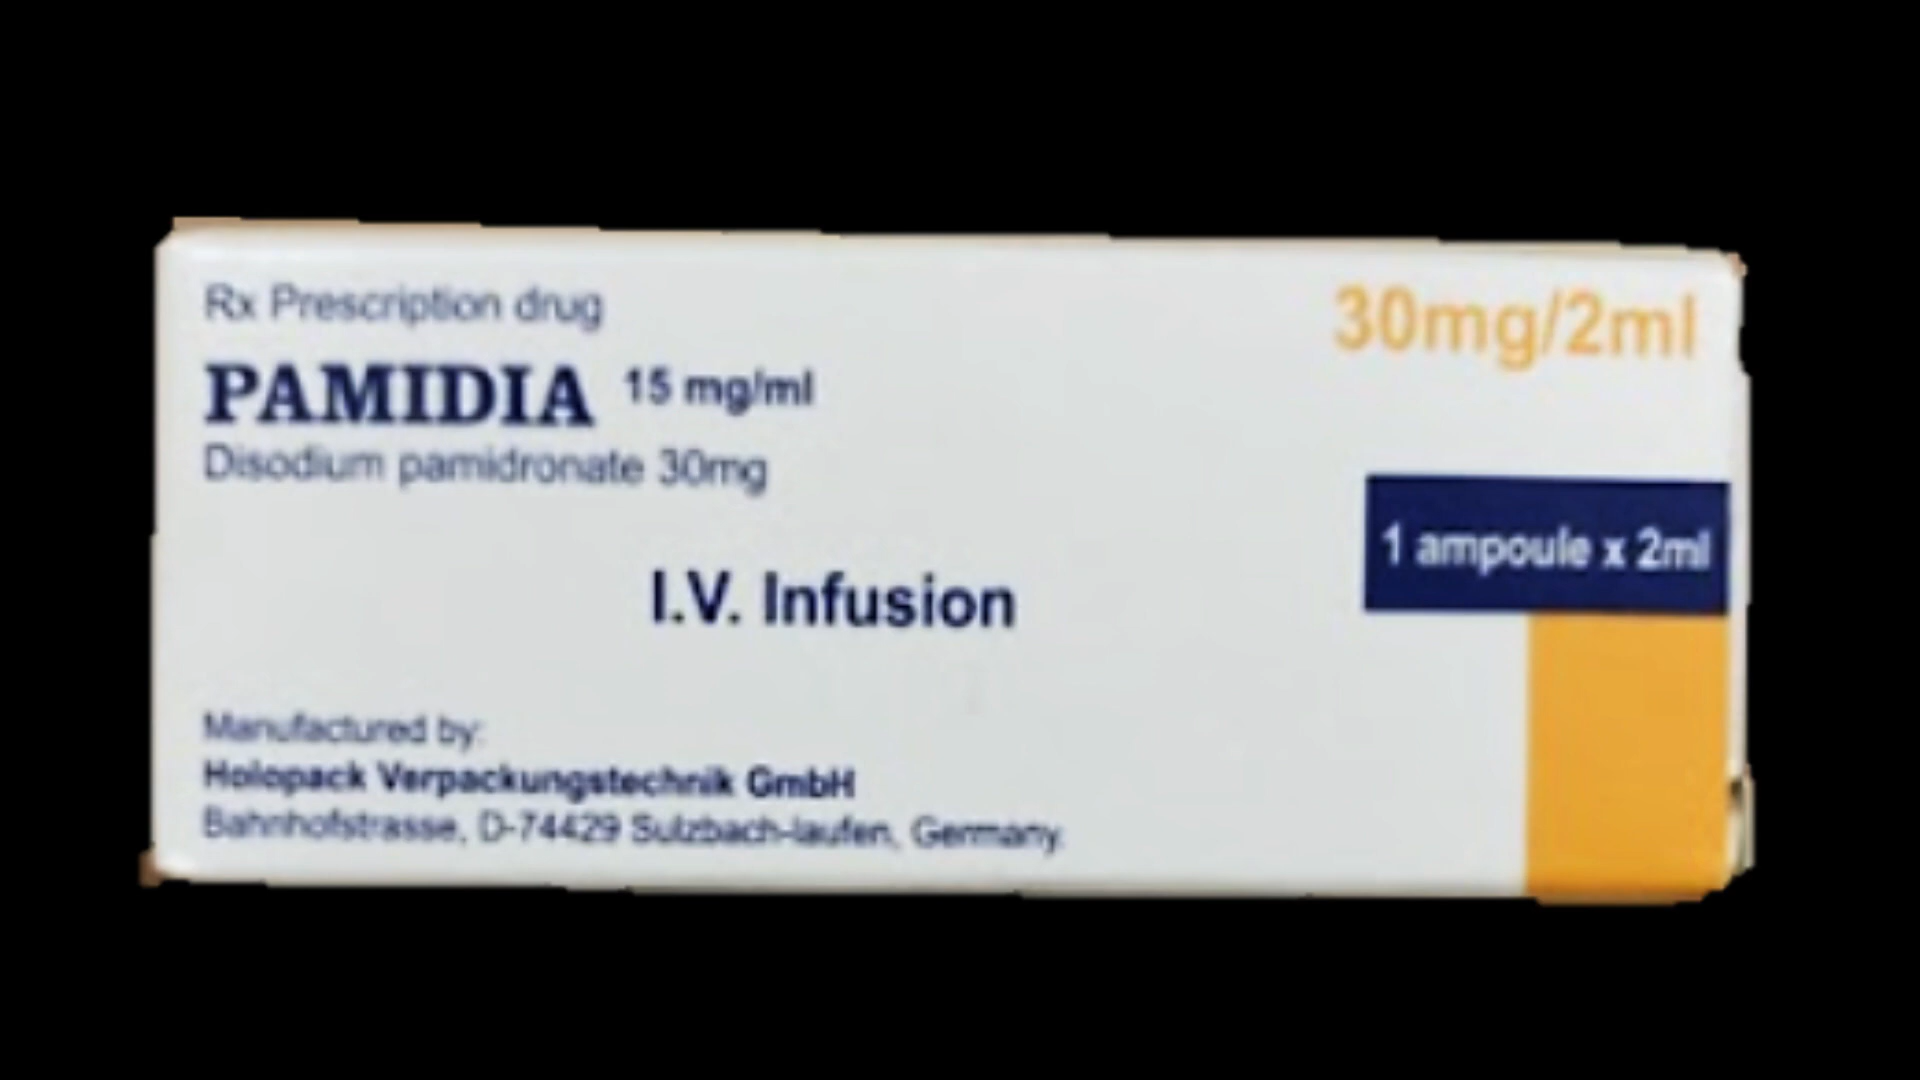 Rx Prescription drug
30mg/2ml
PAMIDIA 15 mg/ml
Disodium pamidronate 30mg
1 ampoule x 2ml
I.V. Infusion
Manufactured by:
Holopack Verpackungstechnik GmbH
Bahnhofstrasse, D-74429 Sulzbach-laufen, Germany.